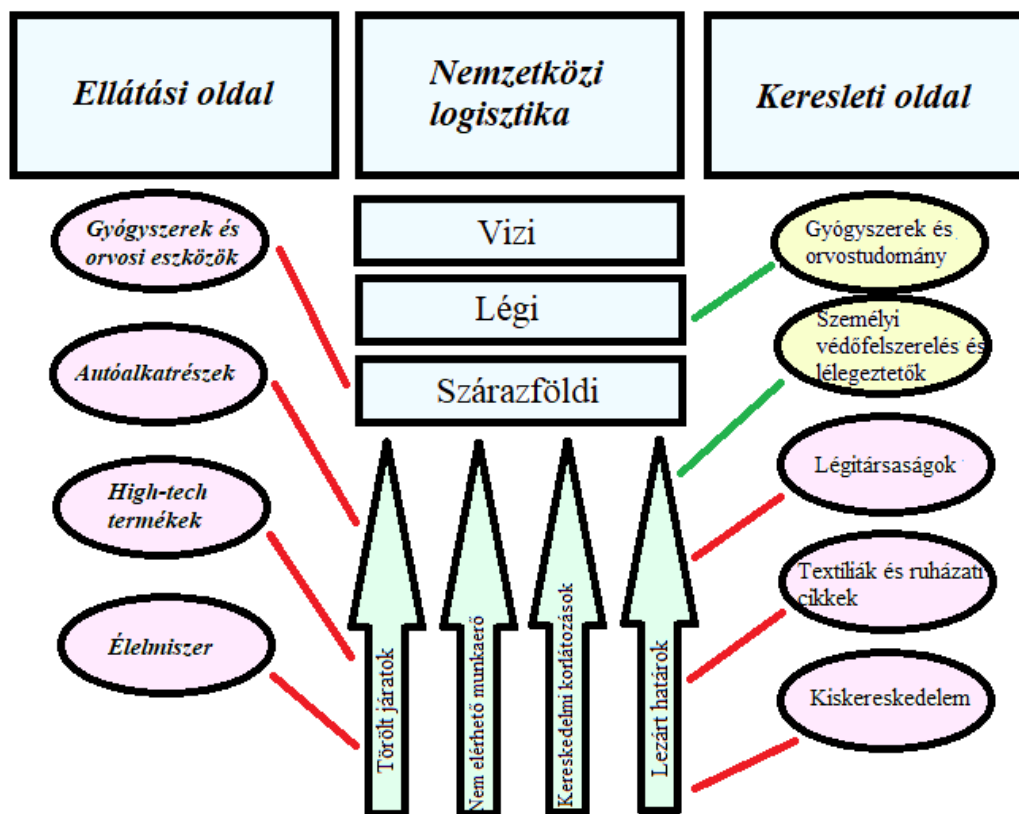 Ellátási oldal
Nemzetközi
logisztika
Keresleti oldal
Gyógyszerek és
orvosi eszközök
Autóalkatrészek
High-tech
termékek
Élelmiszer
Vizi
Légi
Szárazföldi
Törölt járatok
Nem elérhető munkaerő
Kereskedelmi korlátozások
Lezárt határok
Gyógyszerek és
orvostudomány
Személyi
védőfelszerelés és
lélegeztetők
Légitársaságok
Textíliák és ruházati
cikkek
Kiskereskedelem